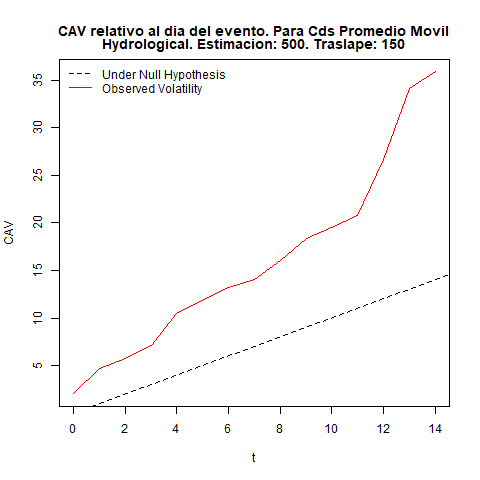 CAV relativo al dia del evento. Para Cds Promedio Movil
Hydrological. Estimacion: 500. Traslape: 150
Under Null Hypothesis
Observed Volatility
CAV
35
30
25
20
15
10
5
0 2 4 6 8 10 12 14
t